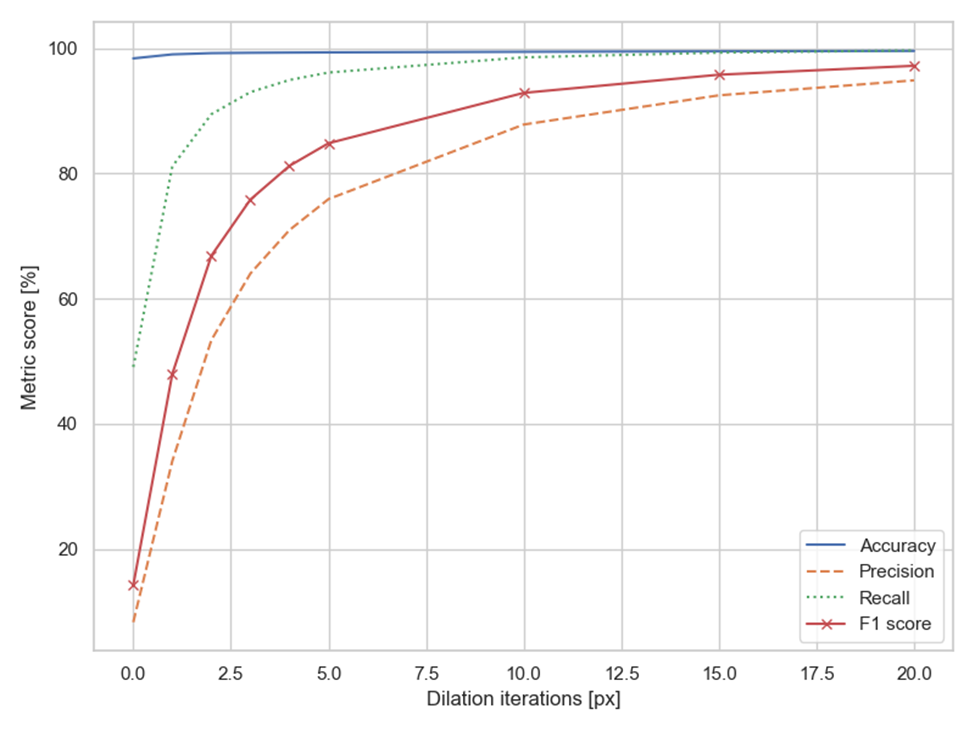 100
80
60
40
20
Metric score [%]
0.0 2.5 5.0 7.5 10.0 12.5 15.0 17.5 20.0
Dilation iterations [px]
Accuracy
Precision
Recall
F1 score